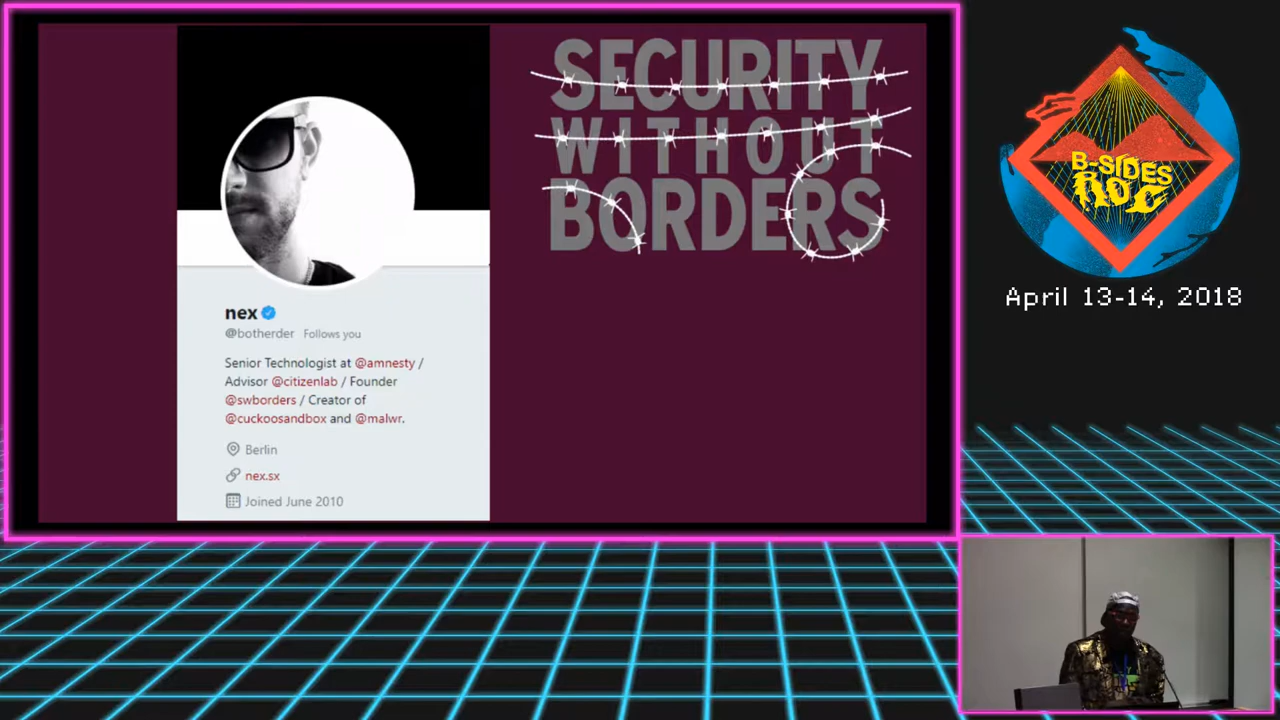 SECURITY
WITHOUT
BORDERS
nex
@botherder Follows you
Senior Technologist at @amnesty /
Advisor @citizenlab / Founder
@swborders / Creator of
@cuckoosandbox and @malwr.
Berlin
nex.sx
Joined June 2010
B-SIDES
ROC
April 13-14, 2018